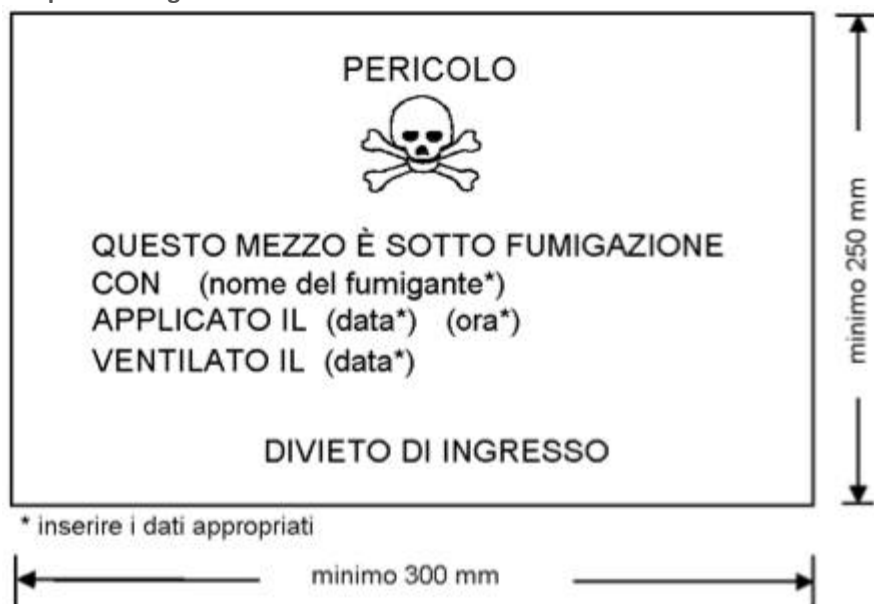 PERICOLO
QUESTO MEZZO È SOTTO FUMIGAZIONE
CON (nome del fumigante*)
APPLICATO IL (data*) (ora*)
VENTILATO IL (data*)
DIVIETO DI INGRESSO
* inserire i dati appropriati
minimo 300 mm
minimo 250 mm